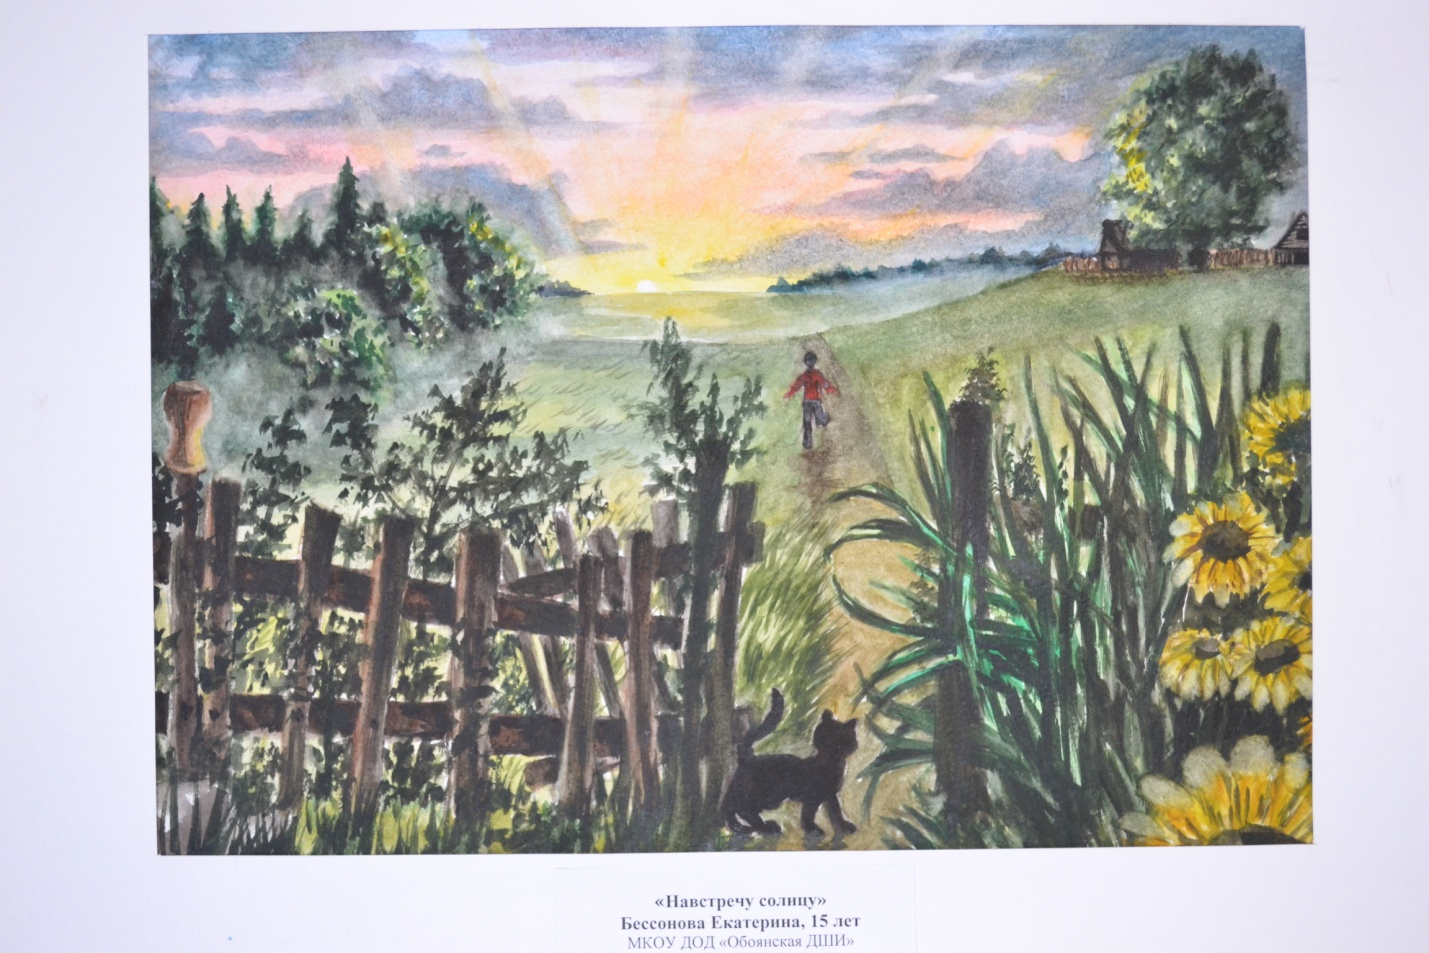 «Навстречу солнцу»
Бессонова Екатерина, 15 лет
МКОУ ДОД «Обоянская ДШИ»